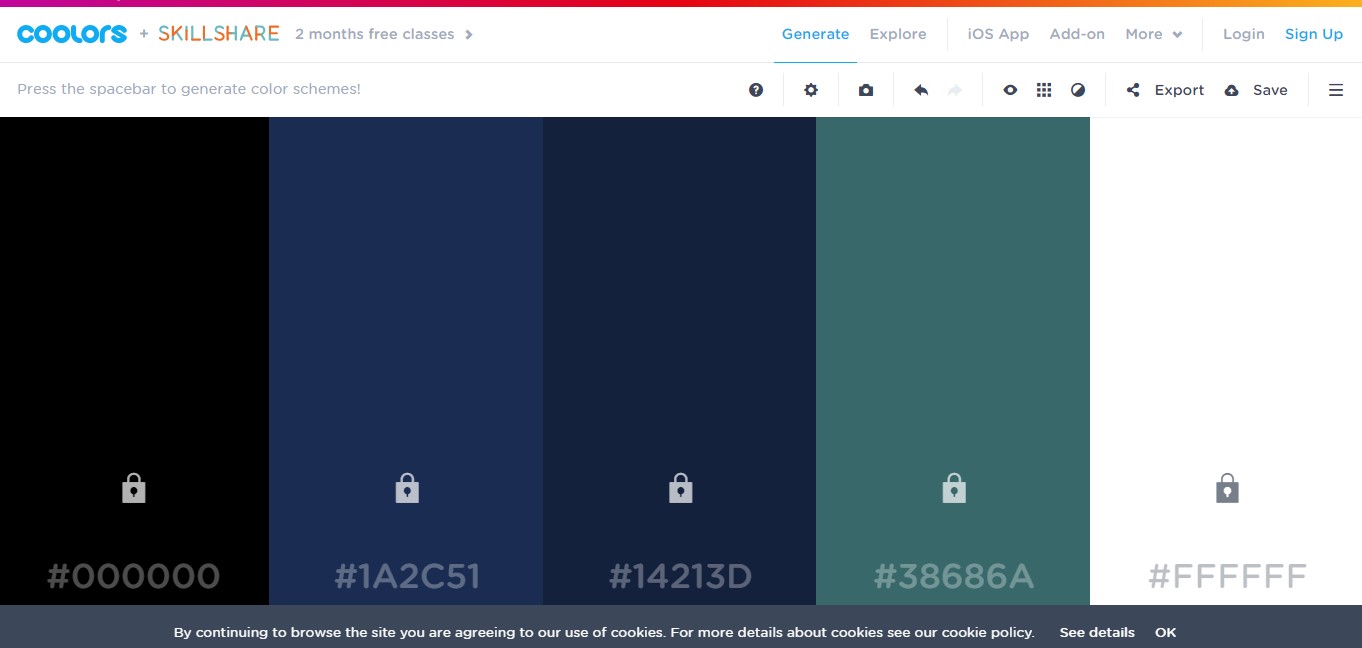 COOLORS + SKILLSHARE 2 months free classes Generate Explore iOS App Add-on More Login Sign Up
Press the spacebar to generate color schemes! Export Save
#000000 #1A2C51 #14213D #38686A #FFFFFF
By continuing to browse the site you are agreeing to our use of cookies. For more details about cookies see our cookie policy. See details OK